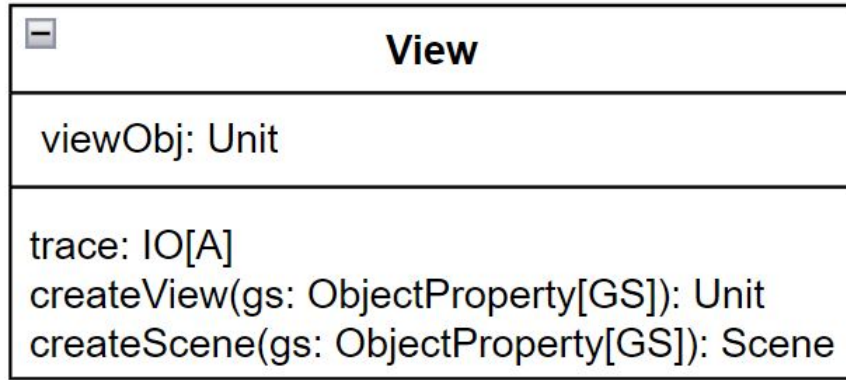 View
viewObj: Unit
trace: IO[A]
createView(gs: ObjectProperty[GS]): Unit
createScene(gs: ObjectProperty[GS]): Scene